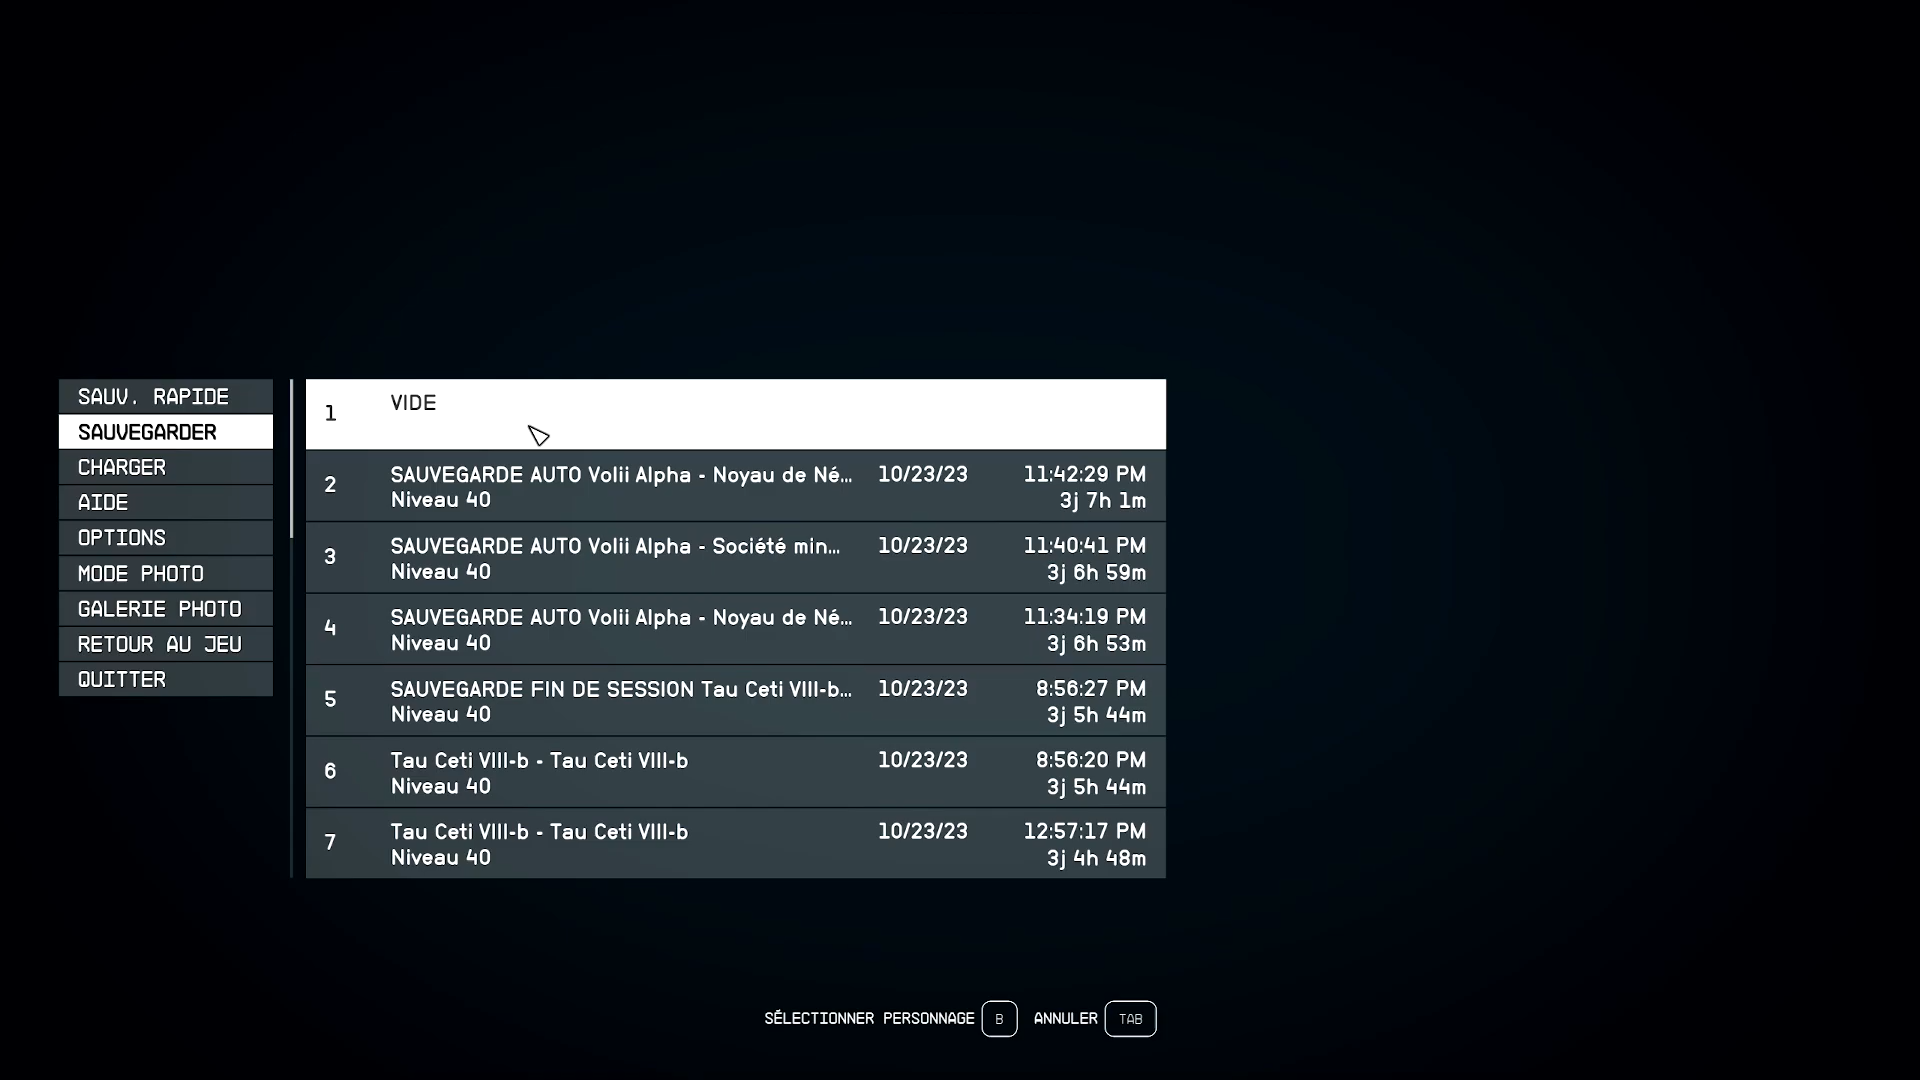 SAUV. RAPIDE
SAUVEGARDER
CHARGER
AIDE
OPTIONS
MODE PHOTO
GALERIE PHOTO
RETOUR AU JEU
QUITTER
1 VIDE
2 SAUVEGARDE AUTO Volii Alpha - Noyau de Né... 10/23/23 11:42:29 PM
Niveau 40 3j 7h 1m
3 SAUVEGARDE AUTO Volii Alpha - Société min... 10/23/23 11:40:41 PM
Niveau 40 3j 6h 59m
4 SAUVEGARDE AUTO Volii Alpha - Noyau de Né... 10/23/23 11:34:19 PM
Niveau 40 3j 6h 53m
5 SAUVEGARDE FIN DE SESSION Tau Ceti VIII-b... 10/23/23 8:56:27 PM
Niveau 40 3j 5h 44m
6 Tau Ceti VIII-b - Tau Ceti VIII-b 10/23/23 8:56:20 PM
Niveau 40 3j 5h 44m
7 Tau Ceti VIII-b - Tau Ceti VIII-b 10/23/23 12:57:17 PM
Niveau 40 3j 4h 48m
SÉLECTIONNER PERSONNAGE B ANNULER TAB